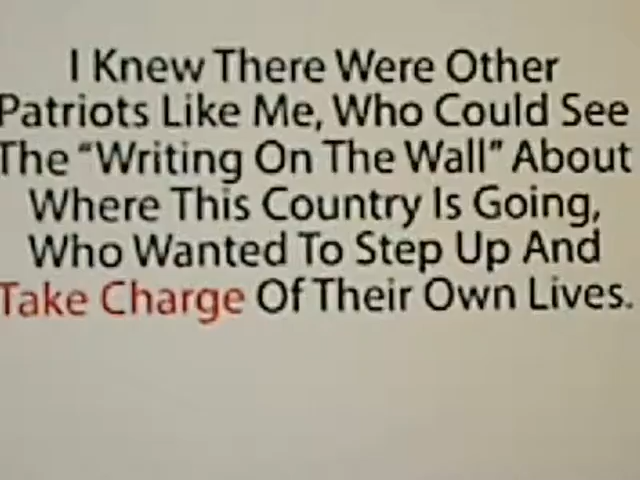 I Knew There Were Other
Patriots Like Me, Who Could See
The “Writing On The Wall” About
Where This Country Is Going,
Who Wanted To Step Up And
Take Charge Of Their Own Lives.